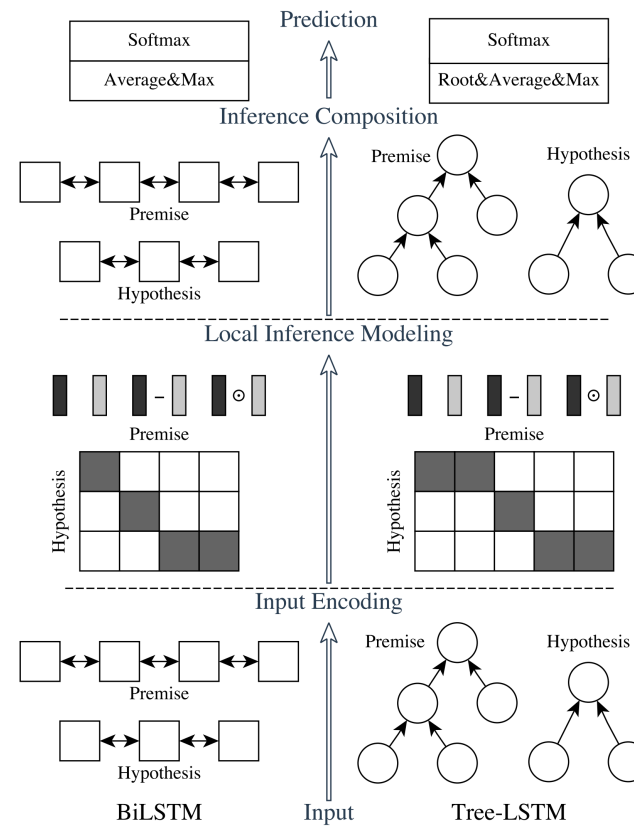 Prediction
Softmax
Average&Max
Softmax
Root&Average&Max
Inference Composition
Premise
Hypothesis
Premise
Hypothesis
Local Inference Modeling
– ⊙
– ⊙
Premise
Hypothesis
Premise
Hypothesis
Input Encoding
Premise
Hypothesis
Premise
Hypothesis
BiLSTM
Input
Tree-LSTM